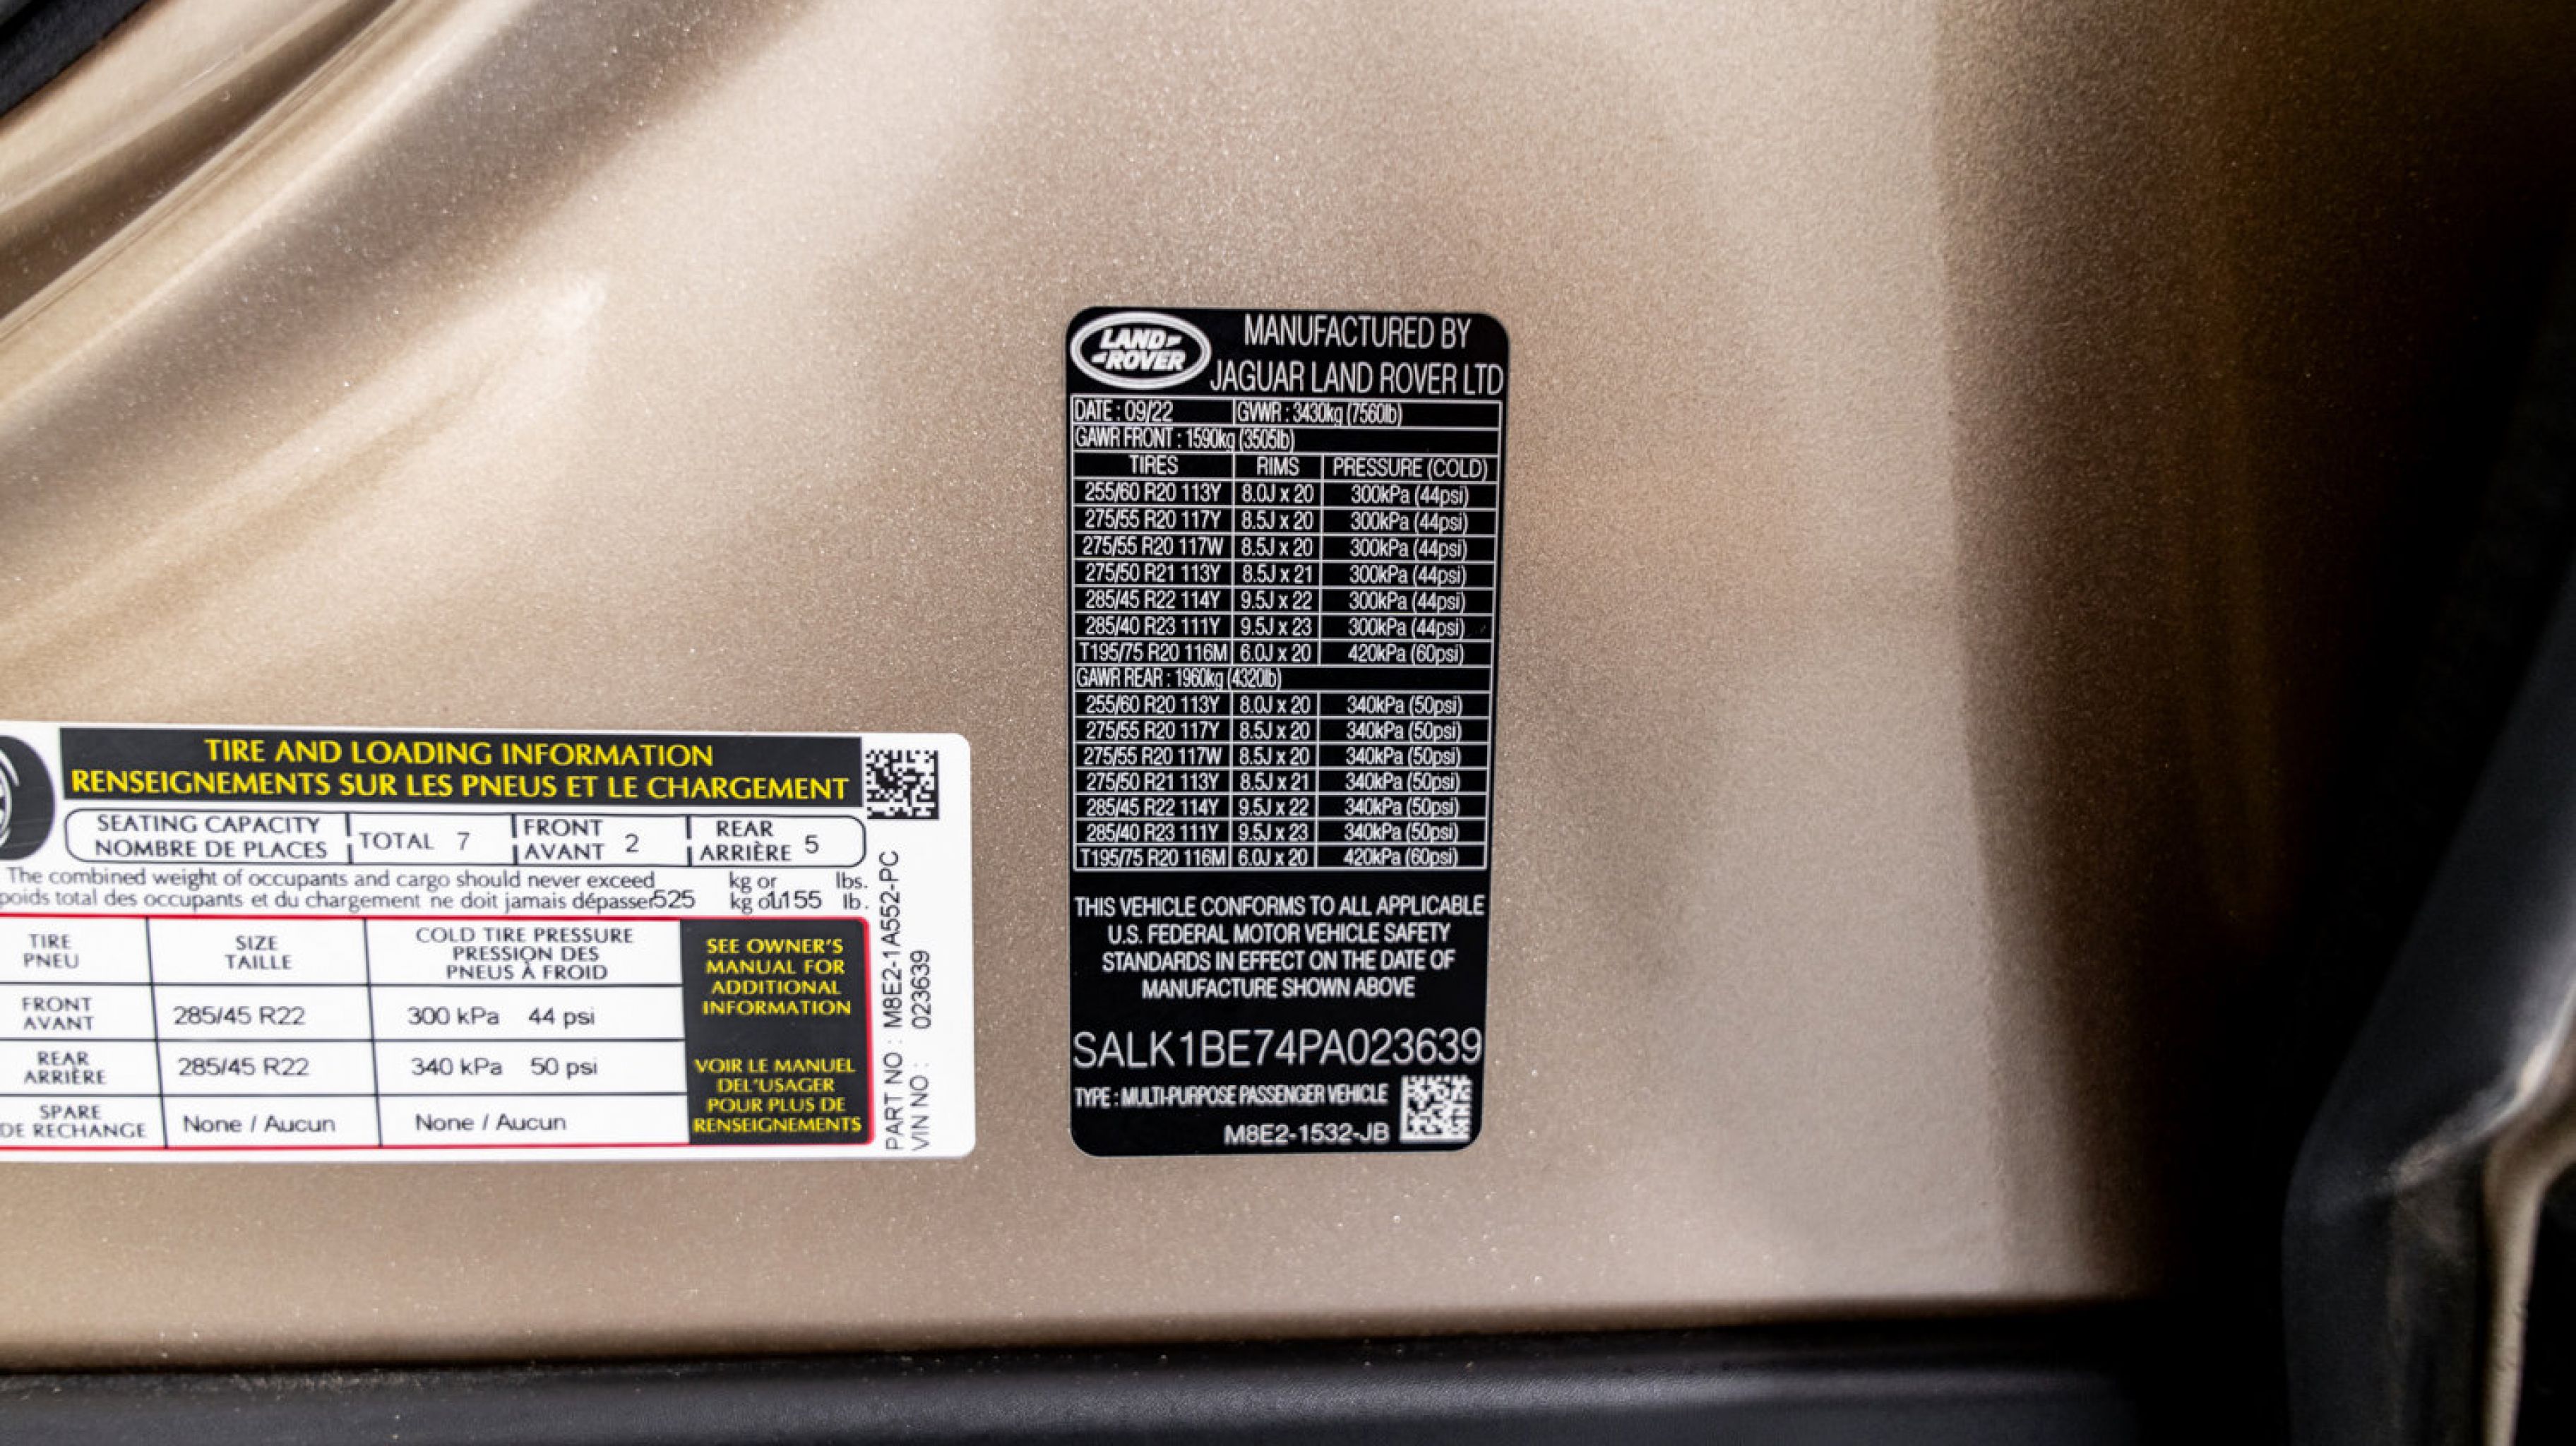 TIRE AND LOADING INFORMATION
RENSEIGNEMENTS SUR LES PNEUS ET LE CHARGEMENT
SEATING CAPACITY
NOMBRE DE PLACES
TOTAL 7
FRONT
AVANT 2
REAR
ARRIÈRE 5
The combined weight of occupants and cargo should never exceed kg or lbs.
poids total des occupants et du chargement ne doit jamais dépasser 525 kg ou 1155 lb.
TIRE
PNEU
SIZE
TAILLE
COLD TIRE PRESSURE
PRESSION DES
PNEUS À FROID
FRONT
AVANT
285/45 R22
300 kPa 44 psi
REAR
ARRIÈRE
285/45 R22
340 kPa 50 psi
SPARE
DE RECHANGE
None / Aucun
None / Aucun
SEE OWNER'S
MANUAL FOR
ADDITIONAL
INFORMATION
VOIR LE MANUEL
DEL'USAGER
POUR PLUS DE
RENSEIGNEMENTS
PART NO : M8E2-1A552-PC
VIN NO : 023639
LAND
ROVER
MANUFACTURED BY
JAGUAR LAND ROVER LTD
DATE : 09/22 GVWR : 3430kg (7560lb)
GAWR FRONT : 1590kg (3505lb)
TIRES RIMS PRESSURE (COLD)
255/60 R20 113Y 8.0J x 20 300kPa (44psi)
275/55 R20 117Y 8.5J x 20 300kPa (44psi)
275/55 R20 117W 8.5J x 20 300kPa (44psi)
275/50 R21 113Y 8.5J x 21 300kPa (44psi)
285/45 R22 114Y 9.5J x 22 300kPa (44psi)
285/40 R23 111Y 9.5J x 23 300kPa (44psi)
T195/75 R20 116M 6.0J x 20 420kPa (60psi)
GAWR REAR : 1960kg (4320lb)
255/60 R20 113Y 8.0J x 20 340kPa (50psi)
275/55 R20 117Y 8.5J x 20 340kPa (50psi)
275/55 R20 117W 8.5J x 20 340kPa (50psi)
275/50 R21 113Y 8.5J x 21 340kPa (50psi)
285/45 R22 114Y 9.5J x 22 340kPa (50psi)
285/40 R23 111Y 9.5J x 23 340kPa (50psi)
T195/75 R20 116M 6.0J x 20 420kPa (60psi)
THIS VEHICLE CONFORMS TO ALL APPLICABLE
U.S. FEDERAL MOTOR VEHICLE SAFETY
STANDARDS IN EFFECT ON THE DATE OF
MANUFACTURE SHOWN ABOVE
SALK1BE74PA023639
TYPE : MULTI-PURPOSE PASSENGER VEHICLE
M8E2-1532-JB